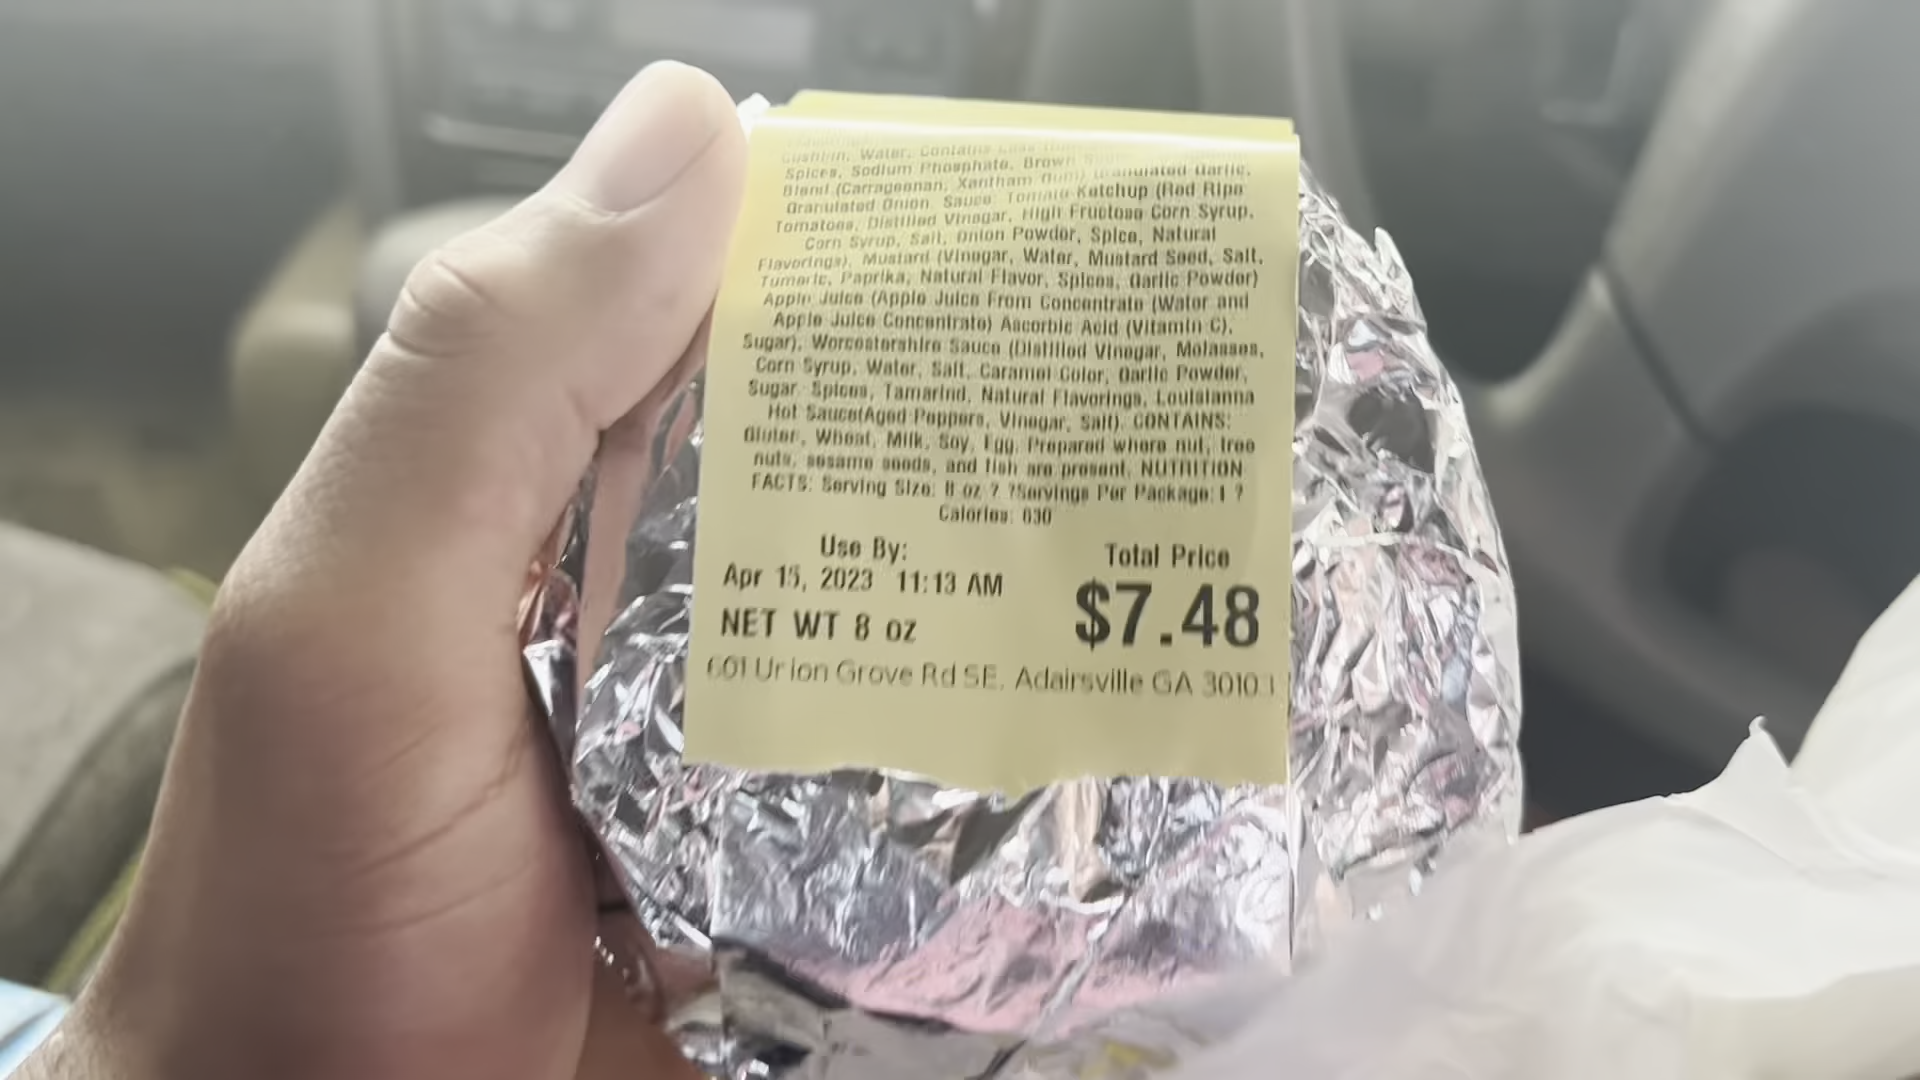 Cushion, Water, Contains Less
Spices, Sodium Phosphate, Brown
Blend (Carrageenan, Xanthan Gum) Granulated Garlic,
Granulated Onion. Sauce: Tomato Ketchup (Red Ripe
Tomatoes, Distilled Vinegar, High Fructose Corn Syrup,
Corn Syrup, Salt, Onion Powder, Spice, Natural
Flavorings), Mustard (Vinegar, Water, Mustard Seed, Salt,
Tumeric, Paprika, Natural Flavor, Spices, Garlic Powder)
Apple Juice (Apple Juice From Concentrate (Water and
Apple Juice Concentrate) Ascorbic Acid (Vitamin C),
Sugar), Worcestershire Sauce (Distilled Vinegar, Molasses,
Corn Syrup, Water, Salt, Caramel Color, Garlic Powder,
Sugar, Spices, Tamarind, Natural Flavorings, Louisianna
Hot Sauce(Aged Peppers, Vinegar, Salt). CONTAINS:
Gluten, Wheat, Milk, Soy, Egg. Prepared where nut, tree
nuts, sesame seeds, and fish are present. NUTRITION
FACTS: Serving Size: 8 oz ? ?Servings Per Package:1 ?
Calories: 630
Use By:
Apr 15, 2023 11:13 AM
NET WT 8 oz
Total Price
$7.48
601 Union Grove Rd SE, Adairsville GA 30103